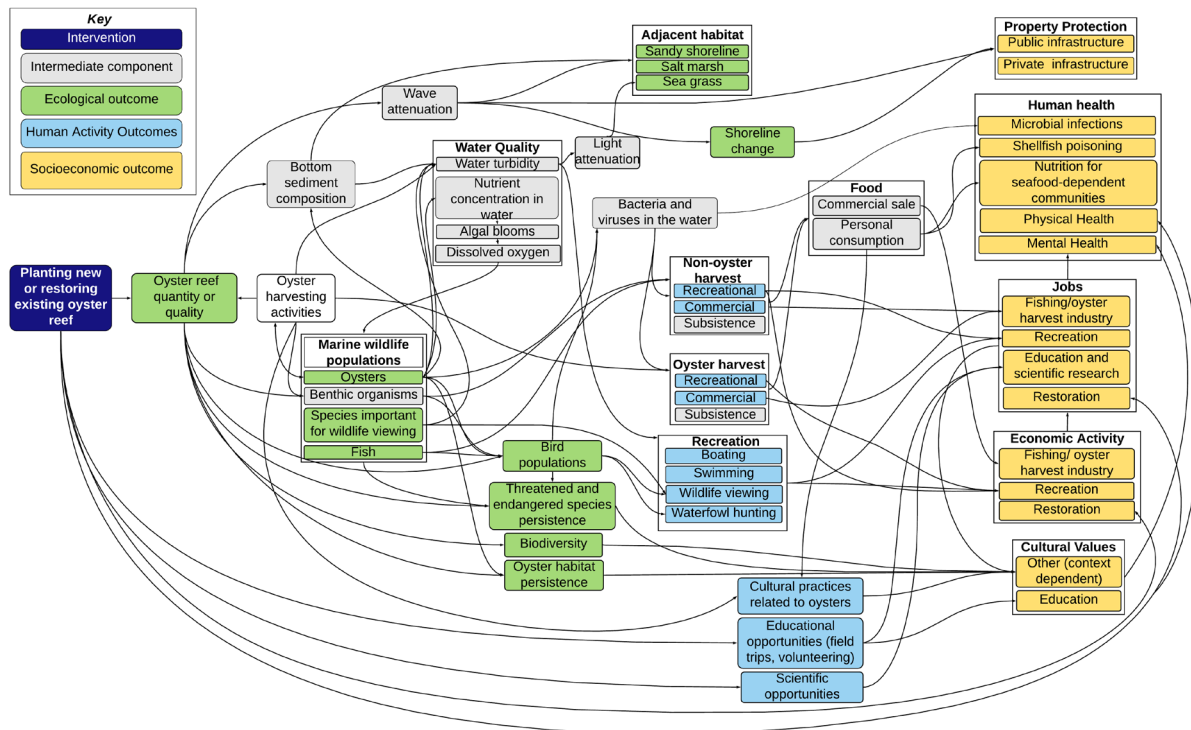 Key
Intervention
Intermediate component
Ecological outcome
Human Activity Outcomes
Socioeconomic outcome
Planting new
or restoring
existing oyster
reef
Oyster reef
quantity or
quality
Oyster
harvesting
activities
Bottom
sediment
composition
Wave
attenuation
Marine wildlife
populations
Oysters
Benthic organisms
Species important
for wildlife viewing
Fish
Water Quality
Water turbidity
Nutrient
concentration in
water
Algal blooms
Dissolved oxygen
Light
attenuation
Adjacent habitat
Sandy shoreline
Salt marsh
Sea grass
Shoreline
change
Bacteria and
viruses in the water
Bird
populations
Threatened and
endangered species
persistence
Biodiversity
Oyster habitat
persistence
Non-oyster
harvest
Recreational
Commercial
Subsistence
Oyster harvest
Recreational
Commercial
Subsistence
Recreation
Boating
Swimming
Wildlife viewing
Waterfowl hunting
Food
Commercial sale
Personal
consumption
Cultural practices
related to oysters
Educational
opportunities (field
trips, volunteering)
Scientific
opportunities
Property Protection
Public infrastructure
Private infrastructure
Human health
Microbial infections
Shellfish poisoning
Nutrition for
seafood-dependent
communities
Physical Health
Mental Health
Jobs
Fishing/oyster
harvest industry
Recreation
Education and
scientific research
Restoration
Economic Activity
Fishing/ oyster
harvest industry
Recreation
Restoration
Cultural Values
Other (context
dependent)
Education